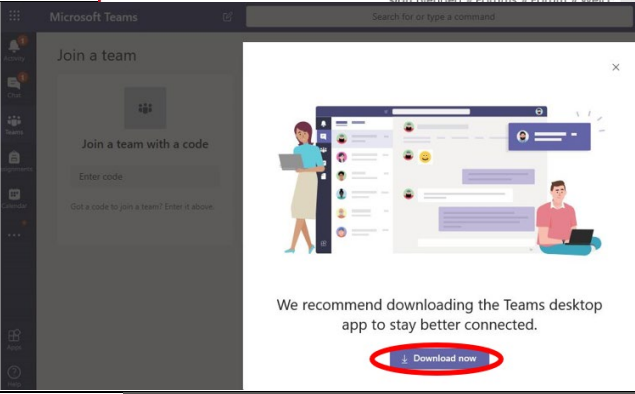 Microsoft Teams
Search for or type a command
Activity
Join a team
Chat
Teams
Join a team with a code
Assignments
Enter code
Calendar
Got a code to join a team? Enter it above.
We recommend downloading the Teams desktop
app to stay better connected.
Download now
Apps
Help